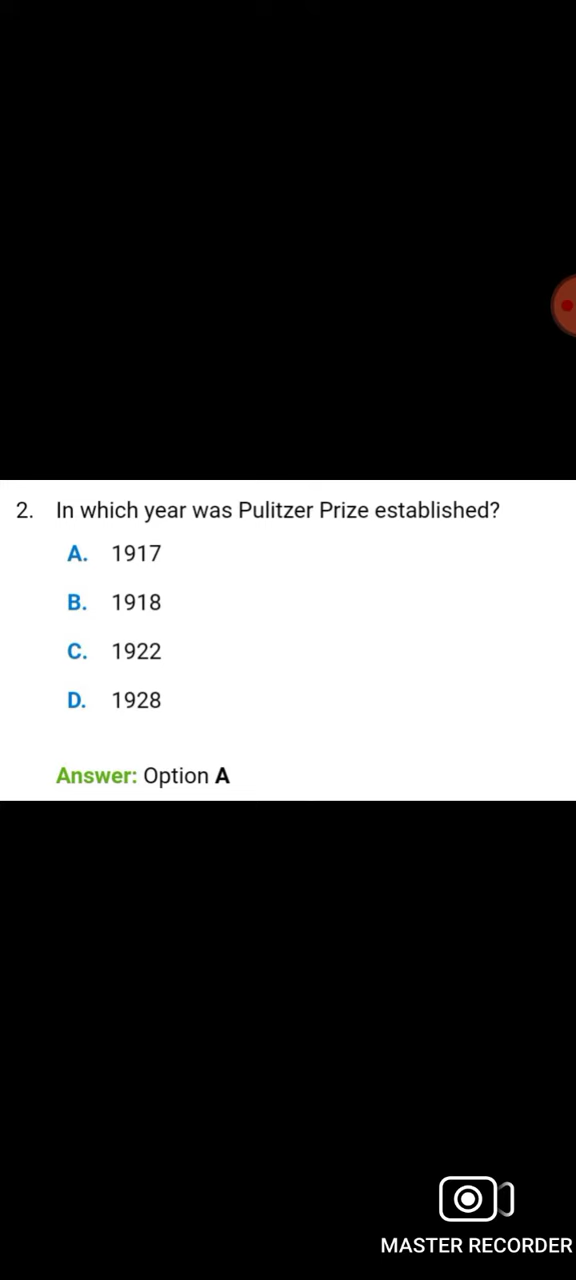 2. In which year was Pulitzer Prize established?
A. 1917
B. 1918
C. 1922
D. 1928
Answer: Option A
MASTER RECORDER